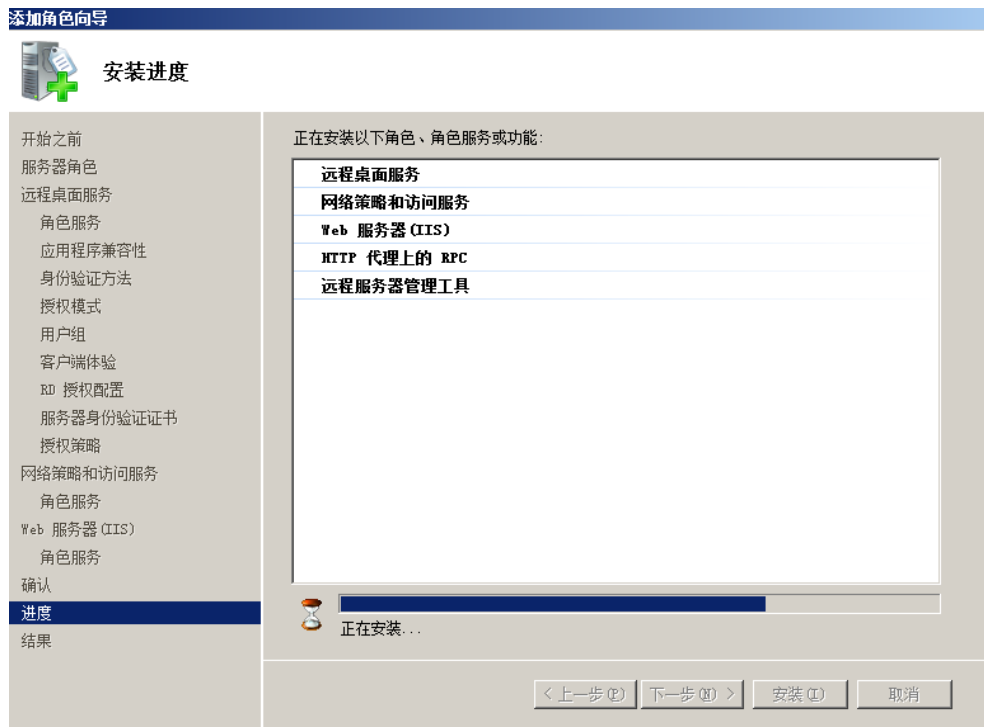 添加角色向导
安装进度
开始之前
服务器角色
远程桌面服务
角色服务
应用程序兼容性
身份验证方法
授权模式
用户组
客户端体验
RD 授权配置
服务器身份验证证书
授权策略
网络策略和访问服务
角色服务
Web 服务器(IIS)
角色服务
确认
进度
结果
正在安装以下角色、角色服务或功能:
远程桌面服务
网络策略和访问服务
Web 服务器(IIS)
HTTP 代理上的 RPC
远程服务器管理工具
正在安装...
< 上一步(P) 下一步(N) > 安装(I) 取消